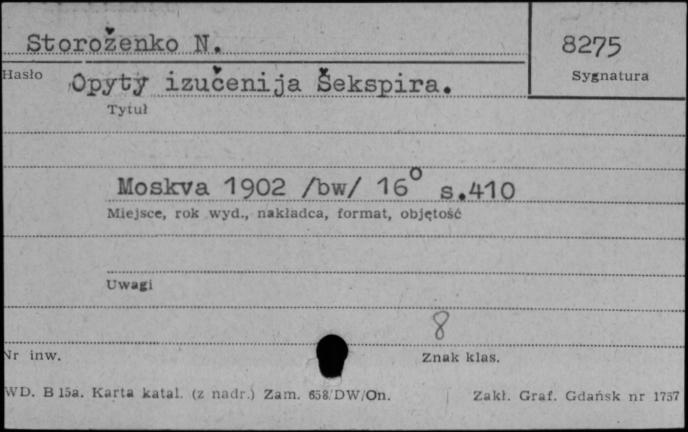 Storoženko N.
8275
Hasło
Sygnatura
Opyty izučenija Šekspira.
Tytuł
Moskva 1902 /bw/ 16° s.410
Miejsce, rok wyd., nakładca, format, objętość
Uwagi
8
Nr inw.
Znak klas.
WD. B 15a. Karta katal. (z nadr.) Zam. 658/DW/On.
Zakł. Graf. Gdańsk nr 1757